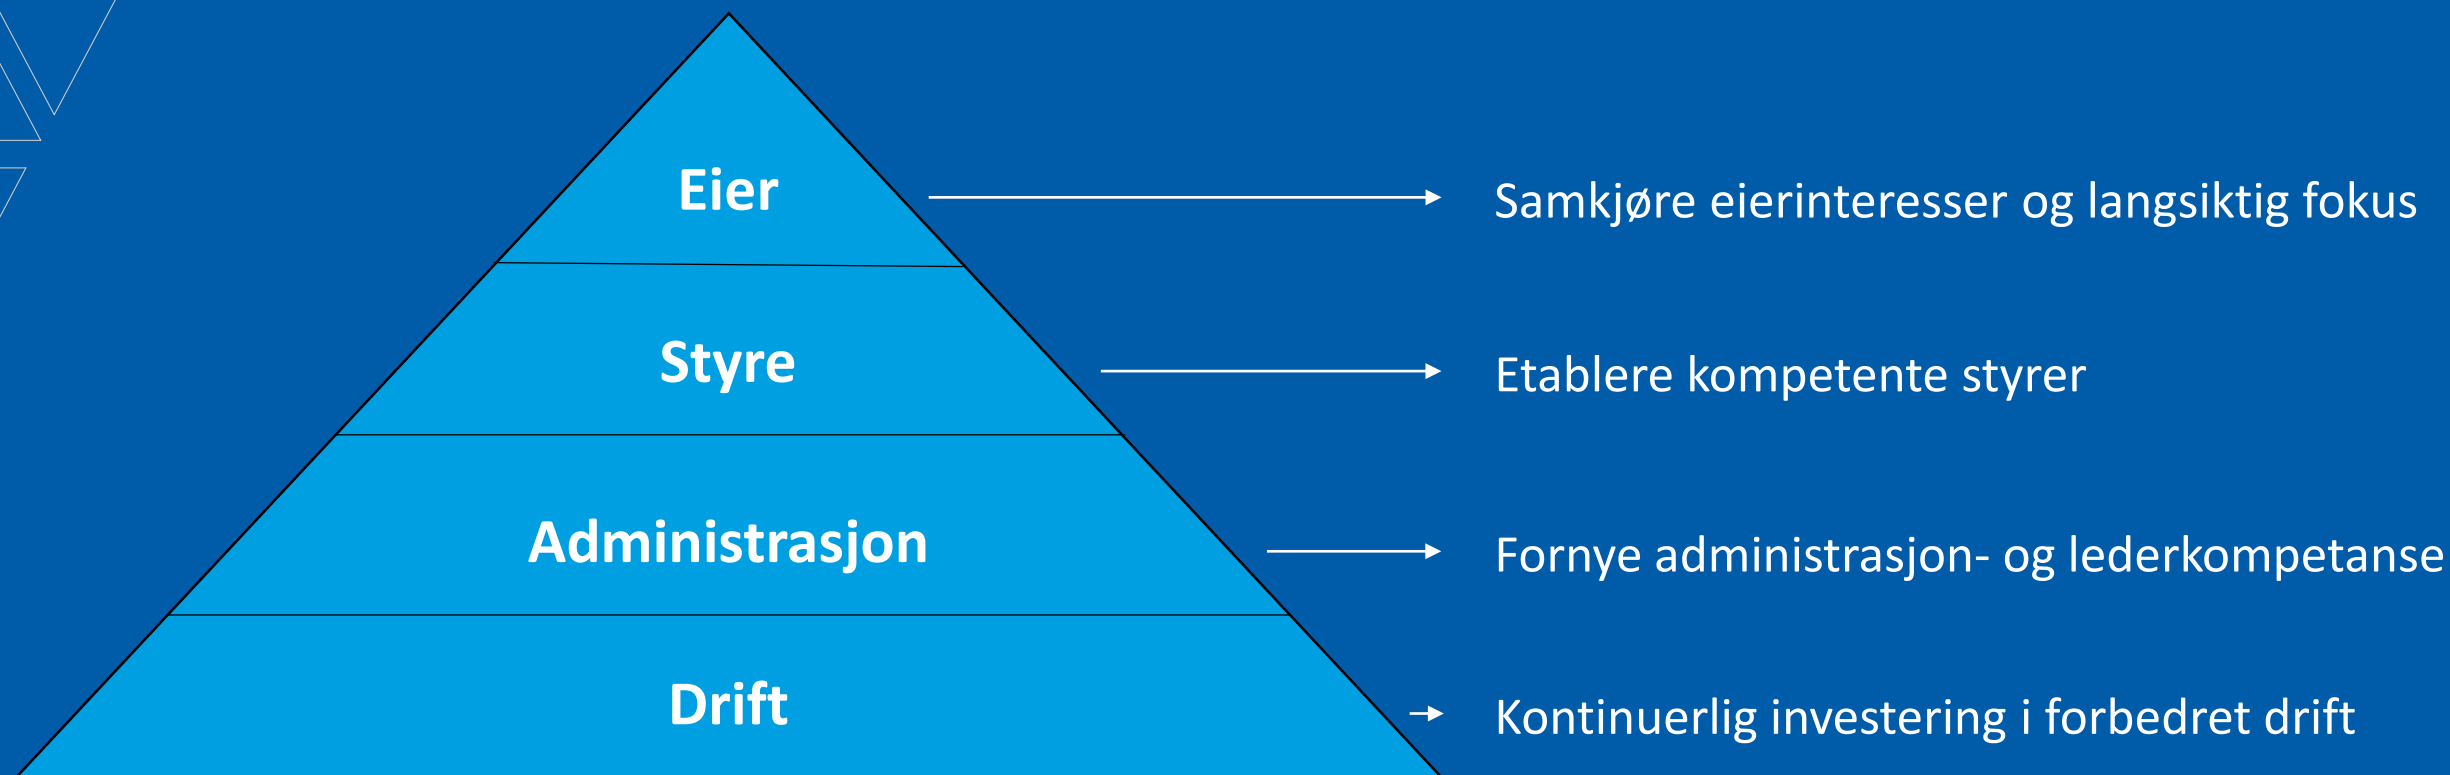 Eier
Samkjøre eierinteresser og langsiktig fokus
Styre
Etablere kompetente styrer
Administrasjon
Fornye administrasjon- og lederkompetanse
Drift
Kontinuerlig investering i forbedret drift